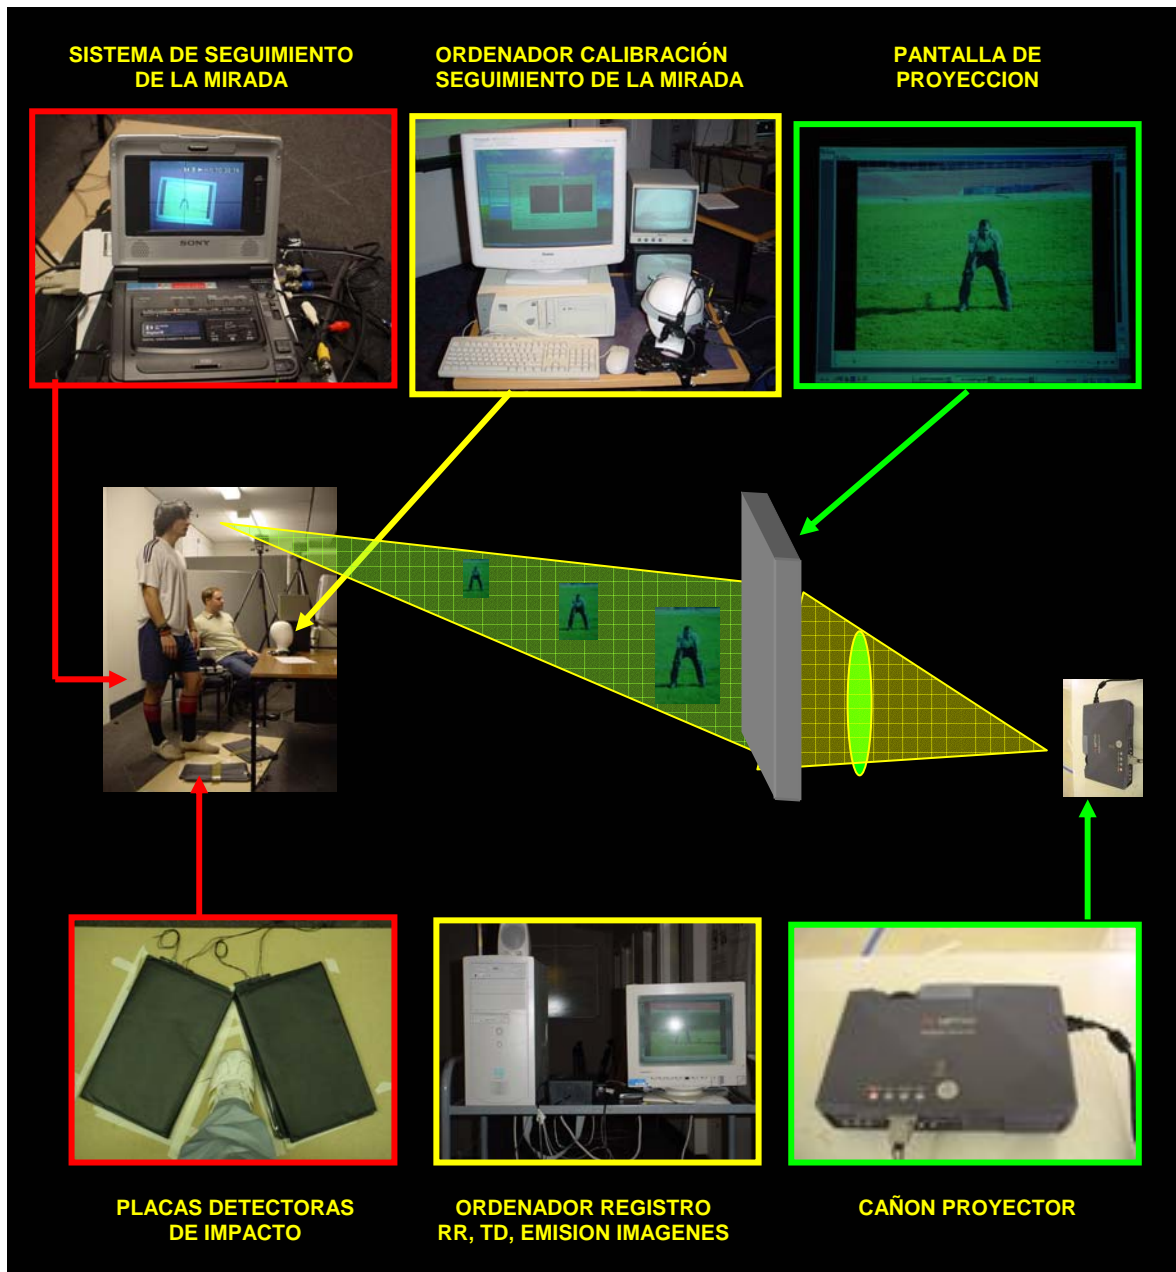 SISTEMA DE SEGUIMIENTO
DE LA MIRADA
ORDENADOR CALIBRACIÓN
SEGUIMIENTO DE LA MIRADA
PANTALLA DE
PROYECCION
SONY
PLACAS DETECTORAS
DE IMPACTO
ORDENADOR REGISTRO
RR, TD, EMISION IMAGENES
CAÑON PROYECTOR